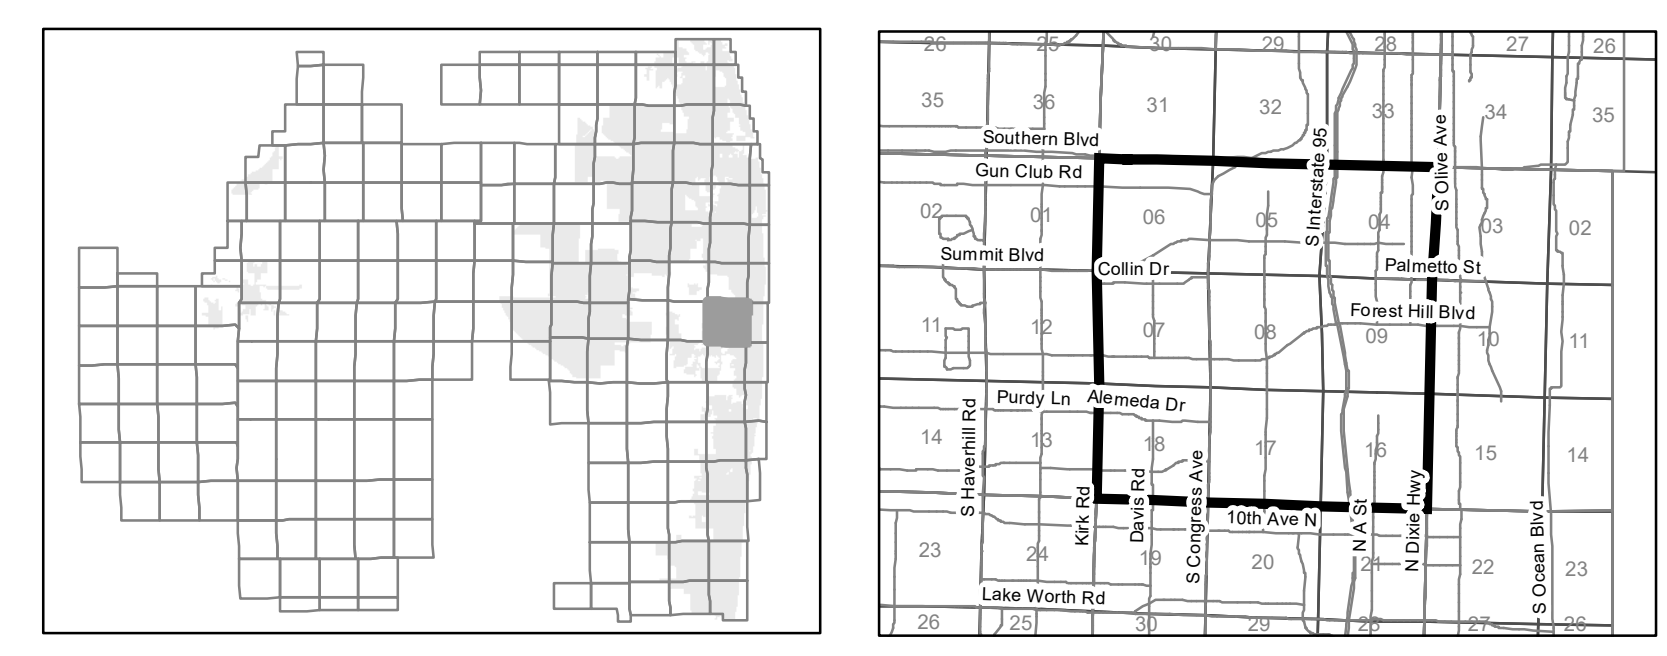 26 25 30 29 28 27 26
35 36 31 32 33 34 35
Southern Blvd
Gun Club Rd
S Interstate 95
S Olive Ave
02 01 06 05 04 03 02
Summit Blvd
Collin Dr
Palmetto St
Forest Hill Blvd
11 12 07 08 09 10 11
Purdy Ln
Alemeda Dr
14 13 18 17 16 15 14
S Haverhill Rd
Kirk Rd
Davis Rd
S Congress Ave
10th Ave N
N A St
N Dixie Hwy
S Ocean Blvd
23 24 19 20 21 22 23
Lake Worth Rd
26 25 30 29 28 27 26